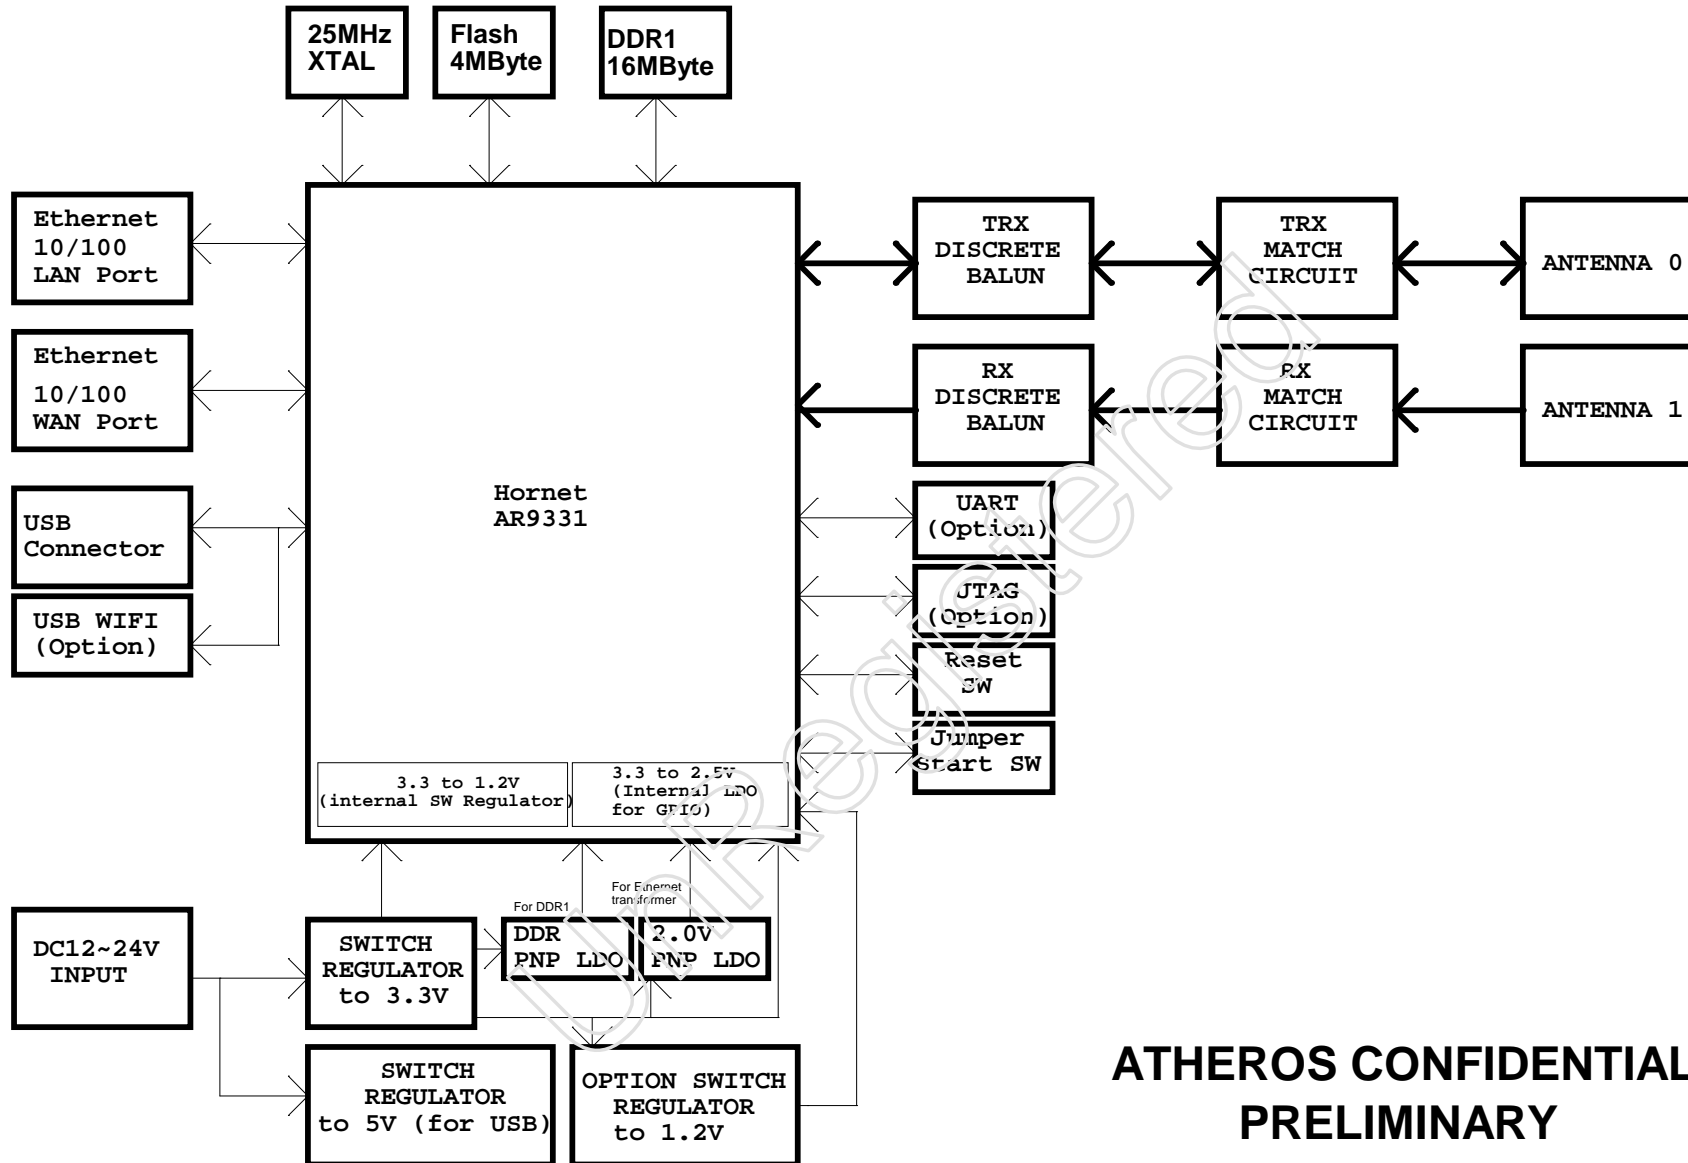 25MHz
XTAL
Flash
4MByte
DDR1
16MByte
Ethernet
10/100
LAN Port
Ethernet
10/100
WAN Port
USB
Connector
USB WIFI
(Option)
Hornet
AR9331
3.3 to 1.2V
(internal SW Regulator)
3.3 to 2.5V
(Internal LDO
for GPIO)
TRX
DISCRETE
BALUN
TRX
MATCH
CIRCUIT
ANTENNA 0
RX
DISCRETE
BALUN
RX
MATCH
CIRCUIT
ANTENNA 1
UART
(Option)
JTAG
(Option)
Reset
SW
Jumper
Start SW
DC12~24V
INPUT
SWITCH
REGULATOR
to 3.3V
For DDR1
DDR
PNP LDO
For Ethernet
transformer
2.0V
PNP LDO
SWITCH
REGULATOR
to 5V (for USB)
OPTION SWITCH
REGULATOR
to 1.2V
UnRegistered
ATHEROS CONFIDENTIAL
PRELIMINARY